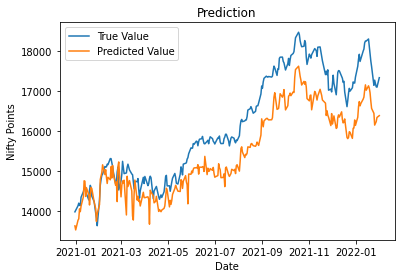 Prediction
True Value
Predicted Value
18000
17000
16000
15000
14000
Nifty Points
2021-01 2021-03 2021-05 2021-07 2021-09 2021-11 2022-01
Date